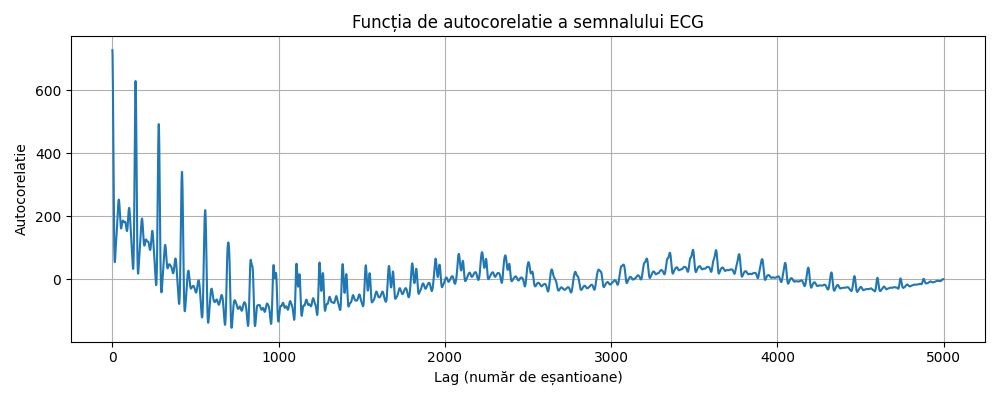 Funcția de autocorelatie a semnalului ECG
Autocorelatie
600
400
200
0
0 1000 2000 3000 4000 5000
Lag (număr de eșantioane)